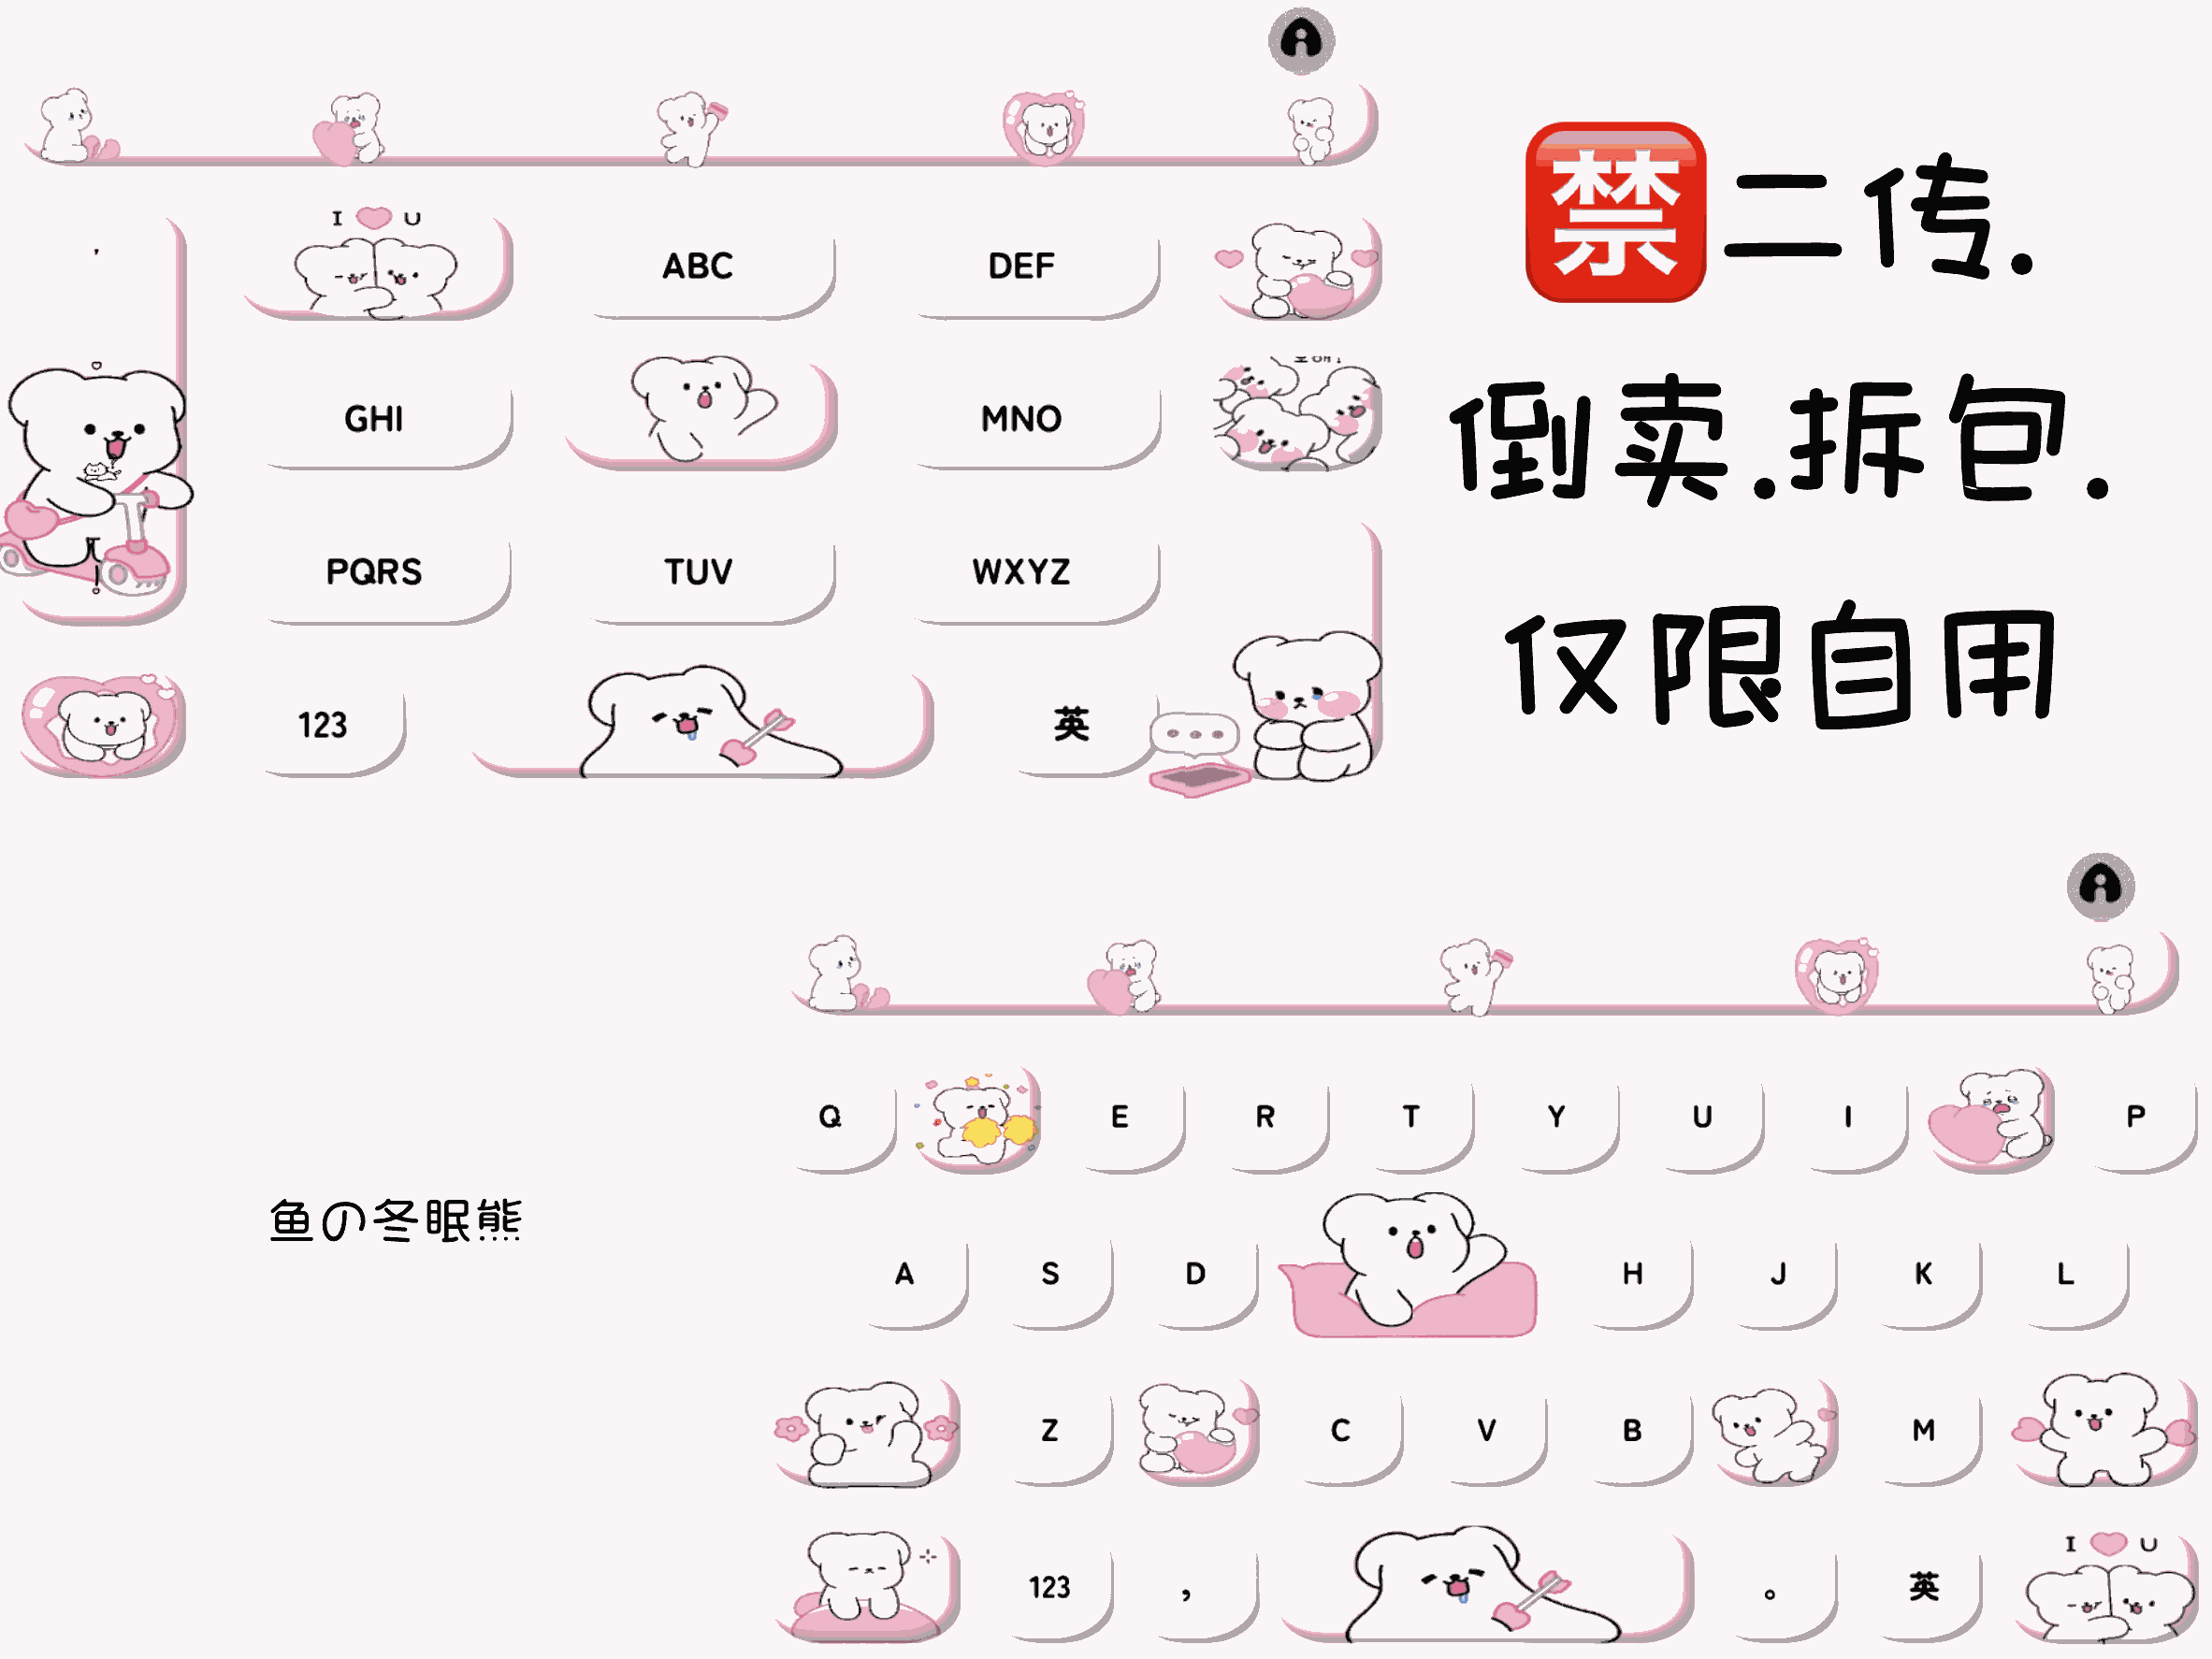 I U
ABC
DEF
GHI
MNO
PQRS
TUV
WXYZ
123
英
禁二传.
倒卖.拆包.
仅限自用
鱼の冬眠熊
Q E R T Y U I P
A S D H J K L
Z C V B M
I U
123 , 。 英